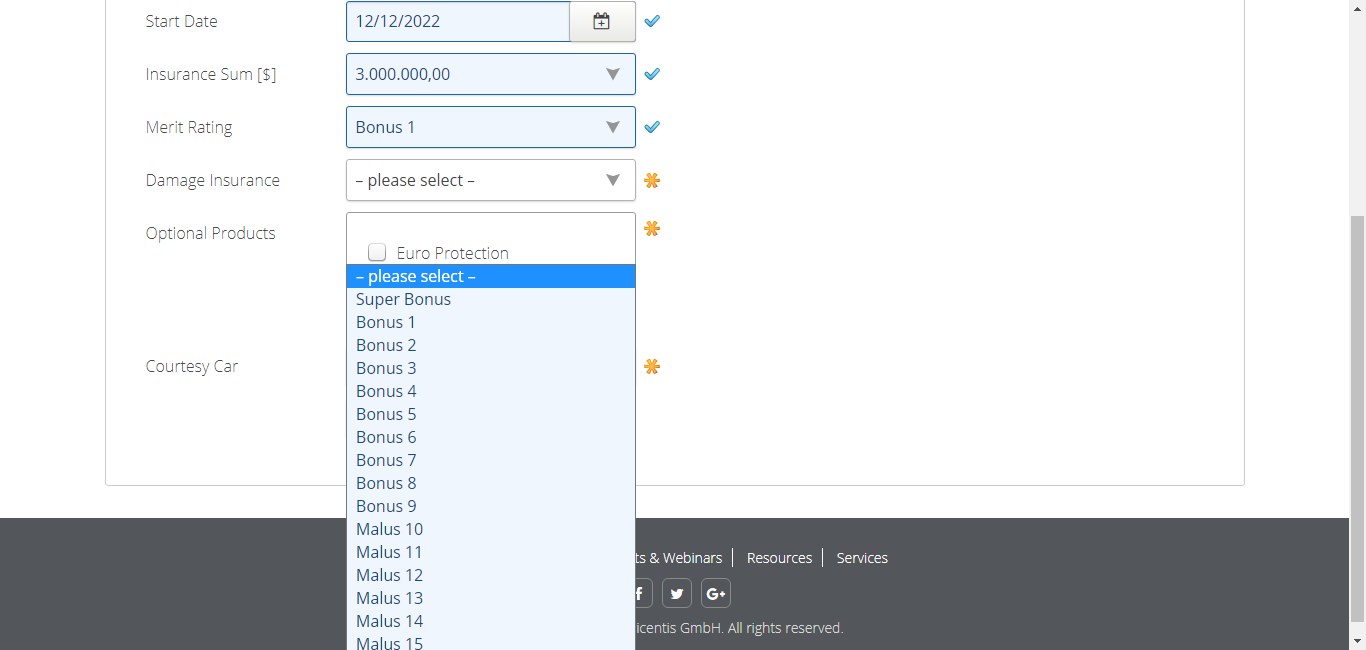 Start Date
12/12/2022
Insurance Sum [$]
3.000.000,00
Merit Rating
Bonus 1
Damage Insurance
– please select –
Optional Products
Euro Protection
– please select –
Super Bonus
Bonus 1
Bonus 2
Bonus 3
Courtesy Car
Bonus 4
Bonus 5
Bonus 6
Bonus 7
Bonus 8
Bonus 9
Malus 10
Malus 11
Malus 12
Malus 13
Malus 14
Malus 15
ts & Webinars
Resources
Services
f
G+
icentis GmbH. All rights reserved.